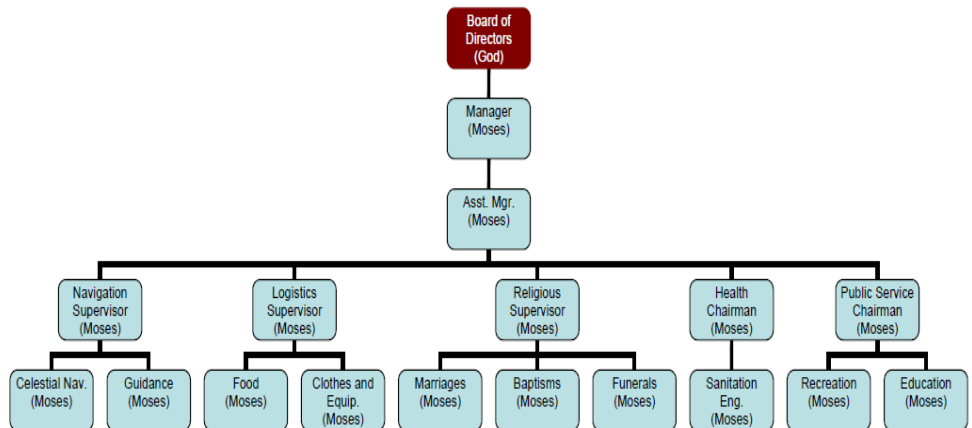 Board of
Directors
(God)
Manager
(Moses)
Asst. Mgr.
(Moses)
Navigation
Supervisor
(Moses)
Logistics
Supervisor
(Moses)
Religious
Supervisor
(Moses)
Health
Chairman
(Moses)
Public Service
Chairman
(Moses)
Celestial Nav.
(Moses)
Guidance
(Moses)
Food
(Moses)
Clothes and
Equip.
(Moses)
Marriages
(Moses)
Baptisms
(Moses)
Funerals
(Moses)
Sanitation
Eng.
(Moses)
Recreation
(Moses)
Education
(Moses)